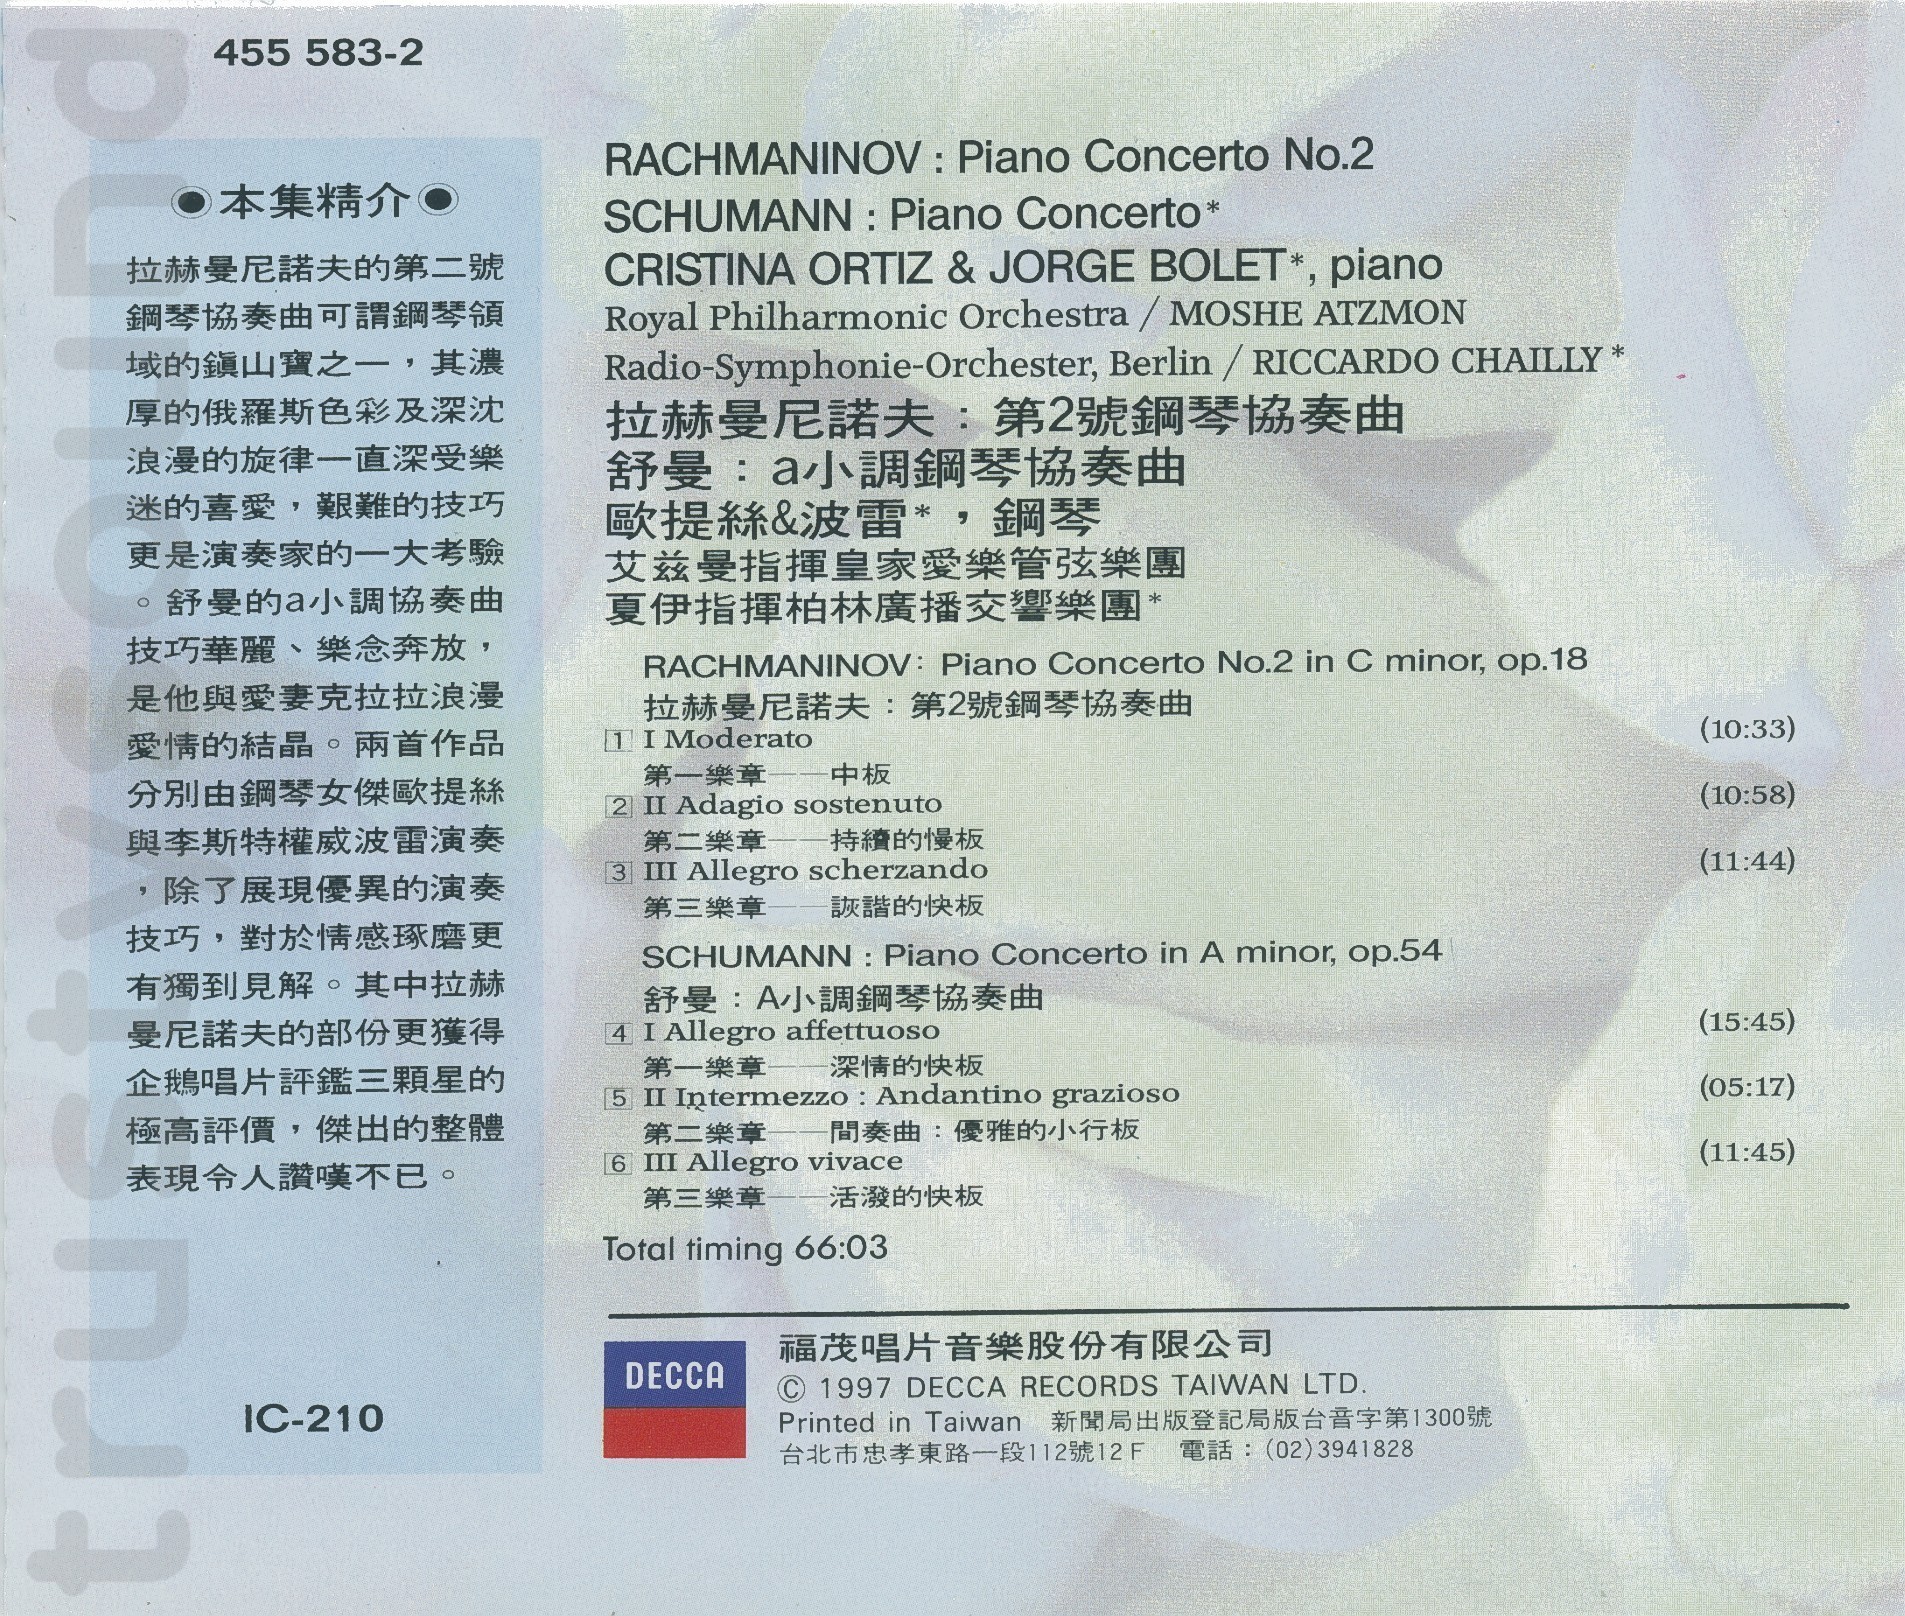 455 583-2
trust your sound
◉本集精介◉
拉赫曼尼諾夫的第二號
鋼琴協奏曲可謂鋼琴領
域的鎮山寶之一，其濃
厚的俄羅斯色彩及深沈
浪漫的旋律一直深受樂
迷的喜愛，艱難的技巧
更是演奏家的一大考驗
。舒曼的a小調協奏曲
技巧華麗、樂念奔放，
是他與愛妻克拉拉浪漫
愛情的結晶。兩首作品
分別由鋼琴女傑歐提絲
與李斯特權威波雷演奏
，除了展現優異的演奏
技巧，對於情感琢磨更
有獨到見解。其中拉赫
曼尼諾夫的部份更獲得
企鵝唱片評鑑三顆星的
極高評價，傑出的整體
表現令人讚嘆不已。
IC-210
RACHMANINOV : Piano Concerto No.2
SCHUMANN : Piano Concerto*
CRISTINA ORTIZ & JORGE BOLET*, piano
Royal Philharmonic Orchestra / MOSHE ATZMON
Radio-Symphonie-Orchester, Berlin / RICCARDO CHAILLY*
拉赫曼尼諾夫：第2號鋼琴協奏曲
舒曼：a小調鋼琴協奏曲
歐提絲&波雷*，鋼琴
艾茲曼指揮皇家愛樂管弦樂團
夏伊指揮柏林廣播交響樂團*
RACHMANINOV: Piano Concerto No.2 in C minor, op.18
拉赫曼尼諾夫：第2號鋼琴協奏曲
1 I Moderato (10:33)
第一樂章——中板
2 II Adagio sostenuto (10:58)
第二樂章——持續的慢板
3 III Allegro scherzando (11:44)
第三樂章——詼諧的快板
SCHUMANN : Piano Concerto in A minor, op.54
舒曼：A小調鋼琴協奏曲
4 I Allegro affettuoso (15:45)
第一樂章——深情的快板
5 II Intermezzo : Andantino grazioso (05:17)
第二樂章——間奏曲：優雅的小行板
6 III Allegro vivace (11:45)
第三樂章——活潑的快板
Total timing 66:03
DECCA
福茂唱片音樂股份有限公司
© 1997 DECCA RECORDS TAIWAN LTD.
Printed in Taiwan 新聞局出版登記局版台音字第1300號
台北市忠孝東路一段112號12F 電話：(02)3941828